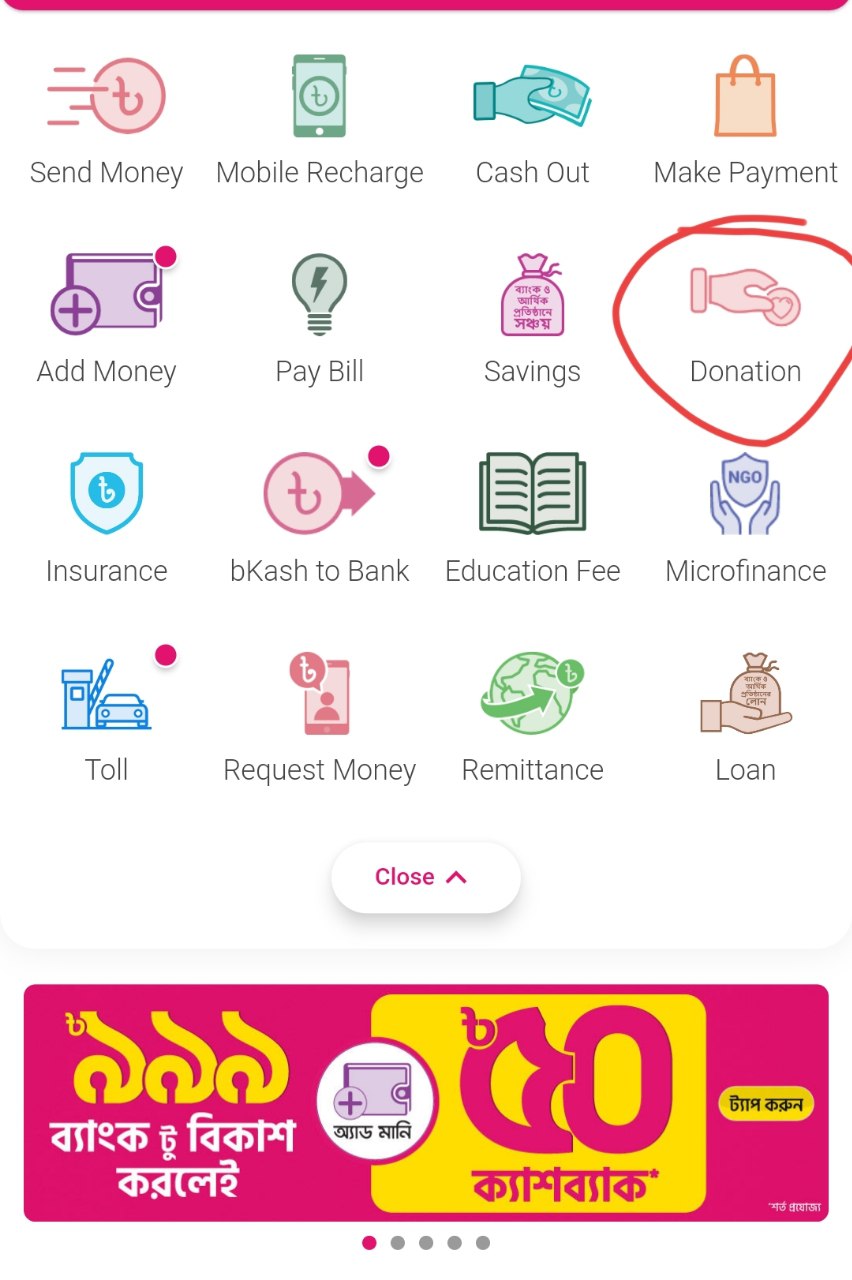 Send Money
Mobile Recharge
Cash Out
Make Payment
ব্যাংক ও
আর্থিক
প্রতিষ্ঠানে
সঞ্চয়
Add Money
Pay Bill
Savings
Donation
NGO
Insurance
bKash to Bank
Education Fee
Microfinance
ব্যাংক ও
আর্থিক
প্রতিষ্ঠানের
লোন
Toll
Request Money
Remittance
Loan
Close
৳৯৯৯
ব্যাংক টু বিকাশ
করলেই
অ্যাড মানি
৳৫০
ক্যাশব্যাক*
ট্যাপ করুন
*শর্ত প্রযোজ্য